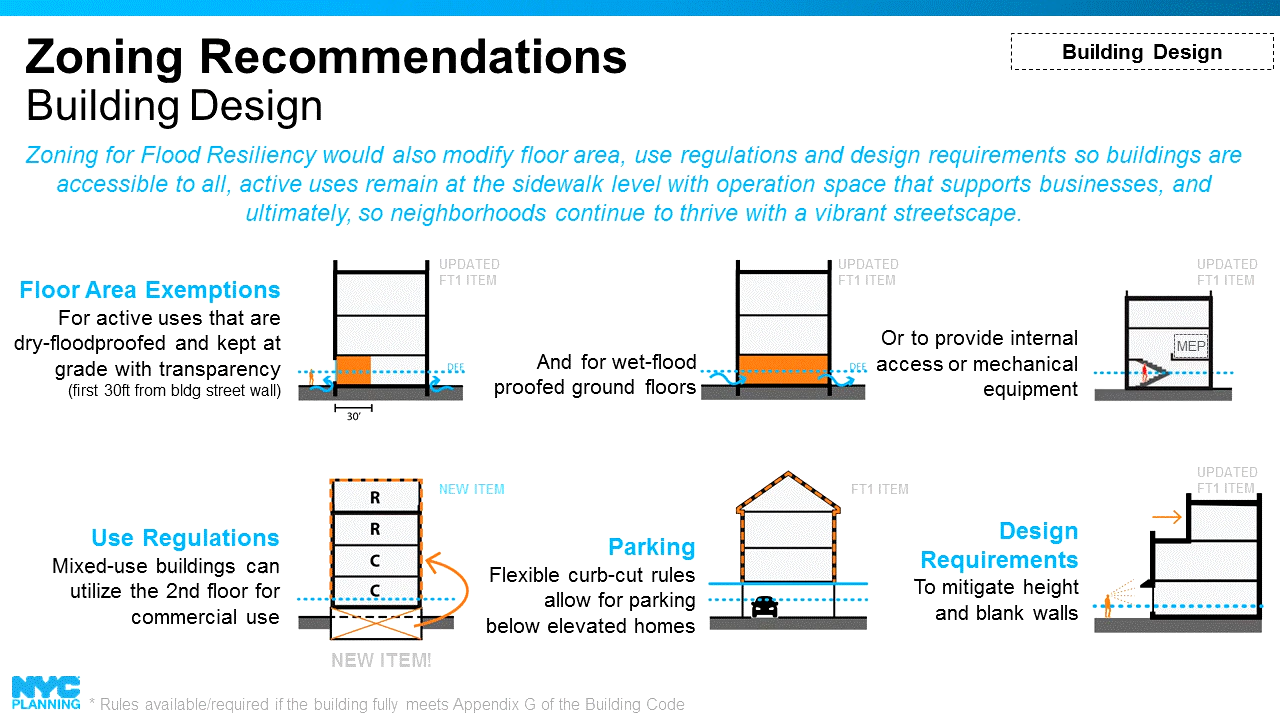 Zoning Recommendations
Building Design
Building Design
Zoning for Flood Resiliency would also modify floor area, use regulations and design requirements so buildings are
accessible to all, active uses remain at the sidewalk level with operation space that supports businesses, and
ultimately, so neighborhoods continue to thrive with a vibrant streetscape.
Floor Area Exemptions
For active uses that are
dry-floodproofed and kept at
grade with transparency
(first 30ft from bldg street wall)
UPDATED
FT1 ITEM
DFE
30'
And for wet-flood
proofed ground floors
UPDATED
FT1 ITEM
DFE
Or to provide internal
access or mechanical
equipment
UPDATED
FT1 ITEM
MEP
Use Regulations
Mixed-use buildings can
utilize the 2nd floor for
commercial use
NEW ITEM
R
R
C
C
NEW ITEM!
Parking
Flexible curb-cut rules
allow for parking
below elevated homes
FT1 ITEM
Design
Requirements
To mitigate height
and blank walls
UPDATED
FT1 ITEM
NYC
PLANNING
* Rules available/required if the building fully meets Appendix G of the Building Code